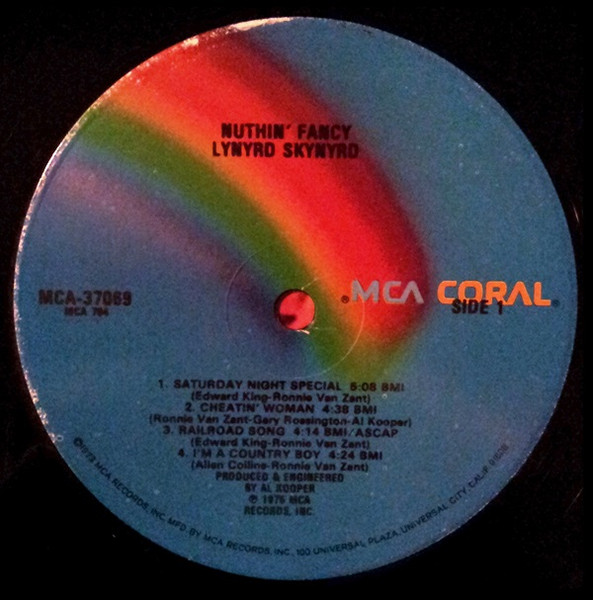 NUTHIN' FANCY
LYNYRD SKYNYRD
MCA-37069
MCA 704
®MCA CORAL®
SIDE 1
1. SATURDAY NIGHT SPECIAL 5:08 BMI
(Edward King-Ronnie Van Zant)
2. CHEATIN' WOMAN 4:38 BMI
(Ronnie Van Zant-Gary Rossington-Al Kooper)
3. RAILROAD SONG 4:14 BMI/ASCAP
(Edward King-Ronnie Van Zant)
4. I'M A COUNTRY BOY 4:24 BMI
(Allen Collins-Ronnie Van Zant)
PRODUCED & ENGINEERED
BY AL KOOPER
℗ 1975 MCA
RECORDS, INC.
MCA RECORDS, INC. MFD. BY MCA RECORDS, INC., 100 UNIVERSAL PLAZA, UNIVERSAL CITY, CALIF.